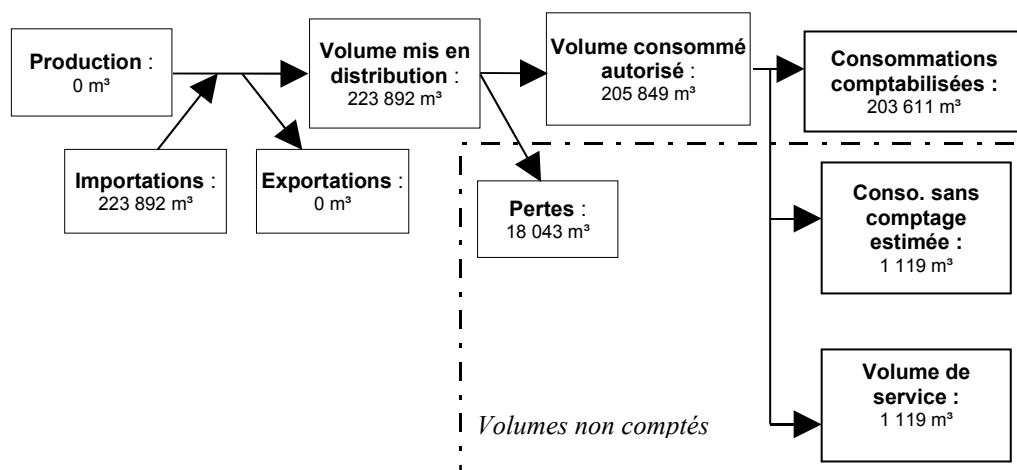 Production :
0 m³
Volume mis en
distribution :
223 892 m³
Volume consommé
autorisé :
205 849 m³
Consommations
comptabilisées :
203 611 m³
Importations :
223 892 m³
Exportations :
0 m³
Pertes :
18 043 m³
Conso. sans
comptage
estimée :
1 119 m³
Volume de
service :
1 119 m³
Volumes non comptés